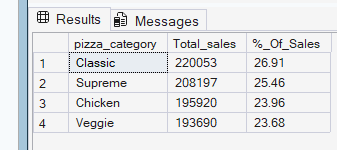 Results Messages
pizza_category Total_sales %_Of_Sales
1 Classic 220053 26.91
2 Supreme 208197 25.46
3 Chicken 195920 23.96
4 Veggie 193690 23.68